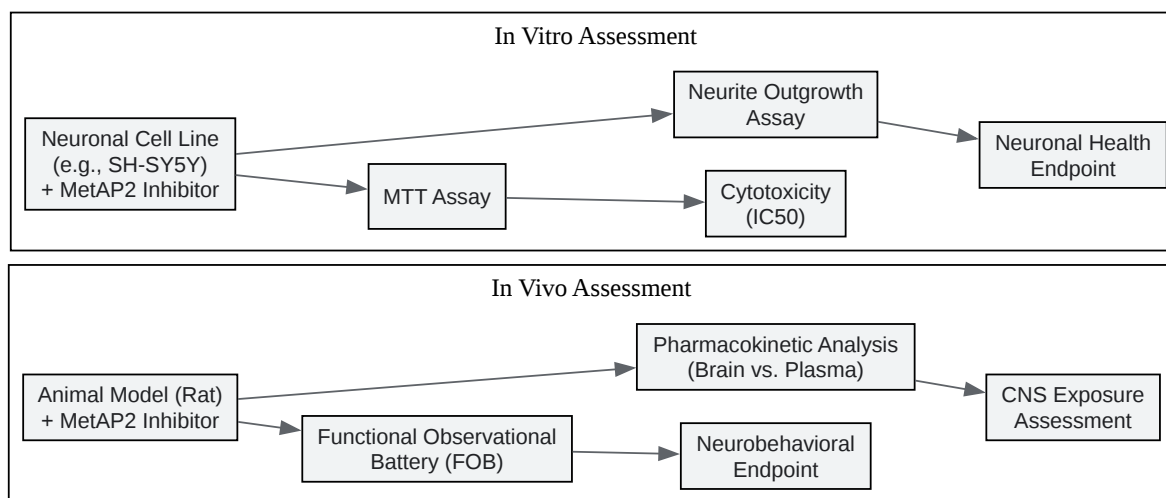 In Vitro Assessment
Neuronal Cell Line
(e.g., SH-SY5Y)
+ MetAP2 Inhibitor
Neurite Outgrowth
Assay
Neuronal Health
Endpoint
MTT Assay
Cytotoxicity
(IC50)
In Vivo Assessment
Animal Model (Rat)
+ MetAP2 Inhibitor
Pharmacokinetic Analysis
(Brain vs. Plasma)
CNS Exposure
Assessment
Functional Observational
Battery (FOB)
Neurobehavioral
Endpoint